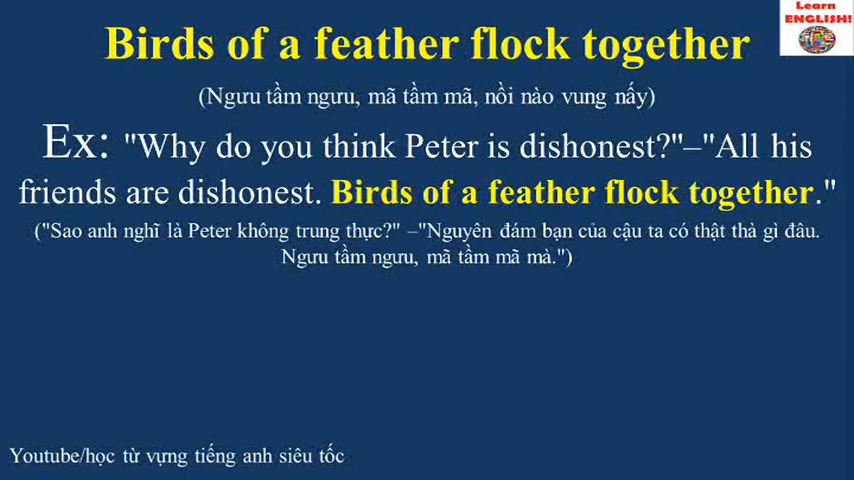 Learn
ENGLISH!
Birds of a feather flock together
(Ngưu tầm ngưu, mã tầm mã, nồi nào vung nấy)
Ex: "Why do you think Peter is dishonest?"–"All his
friends are dishonest. Birds of a feather flock together."
("Sao anh nghĩ là Peter không trung thực?" –"Nguyên đám bạn của cậu ta có thật thà gì đâu.
Ngưu tầm ngưu, mã tầm mã mà.")
Youtube/học từ vựng tiếng anh siêu tốc